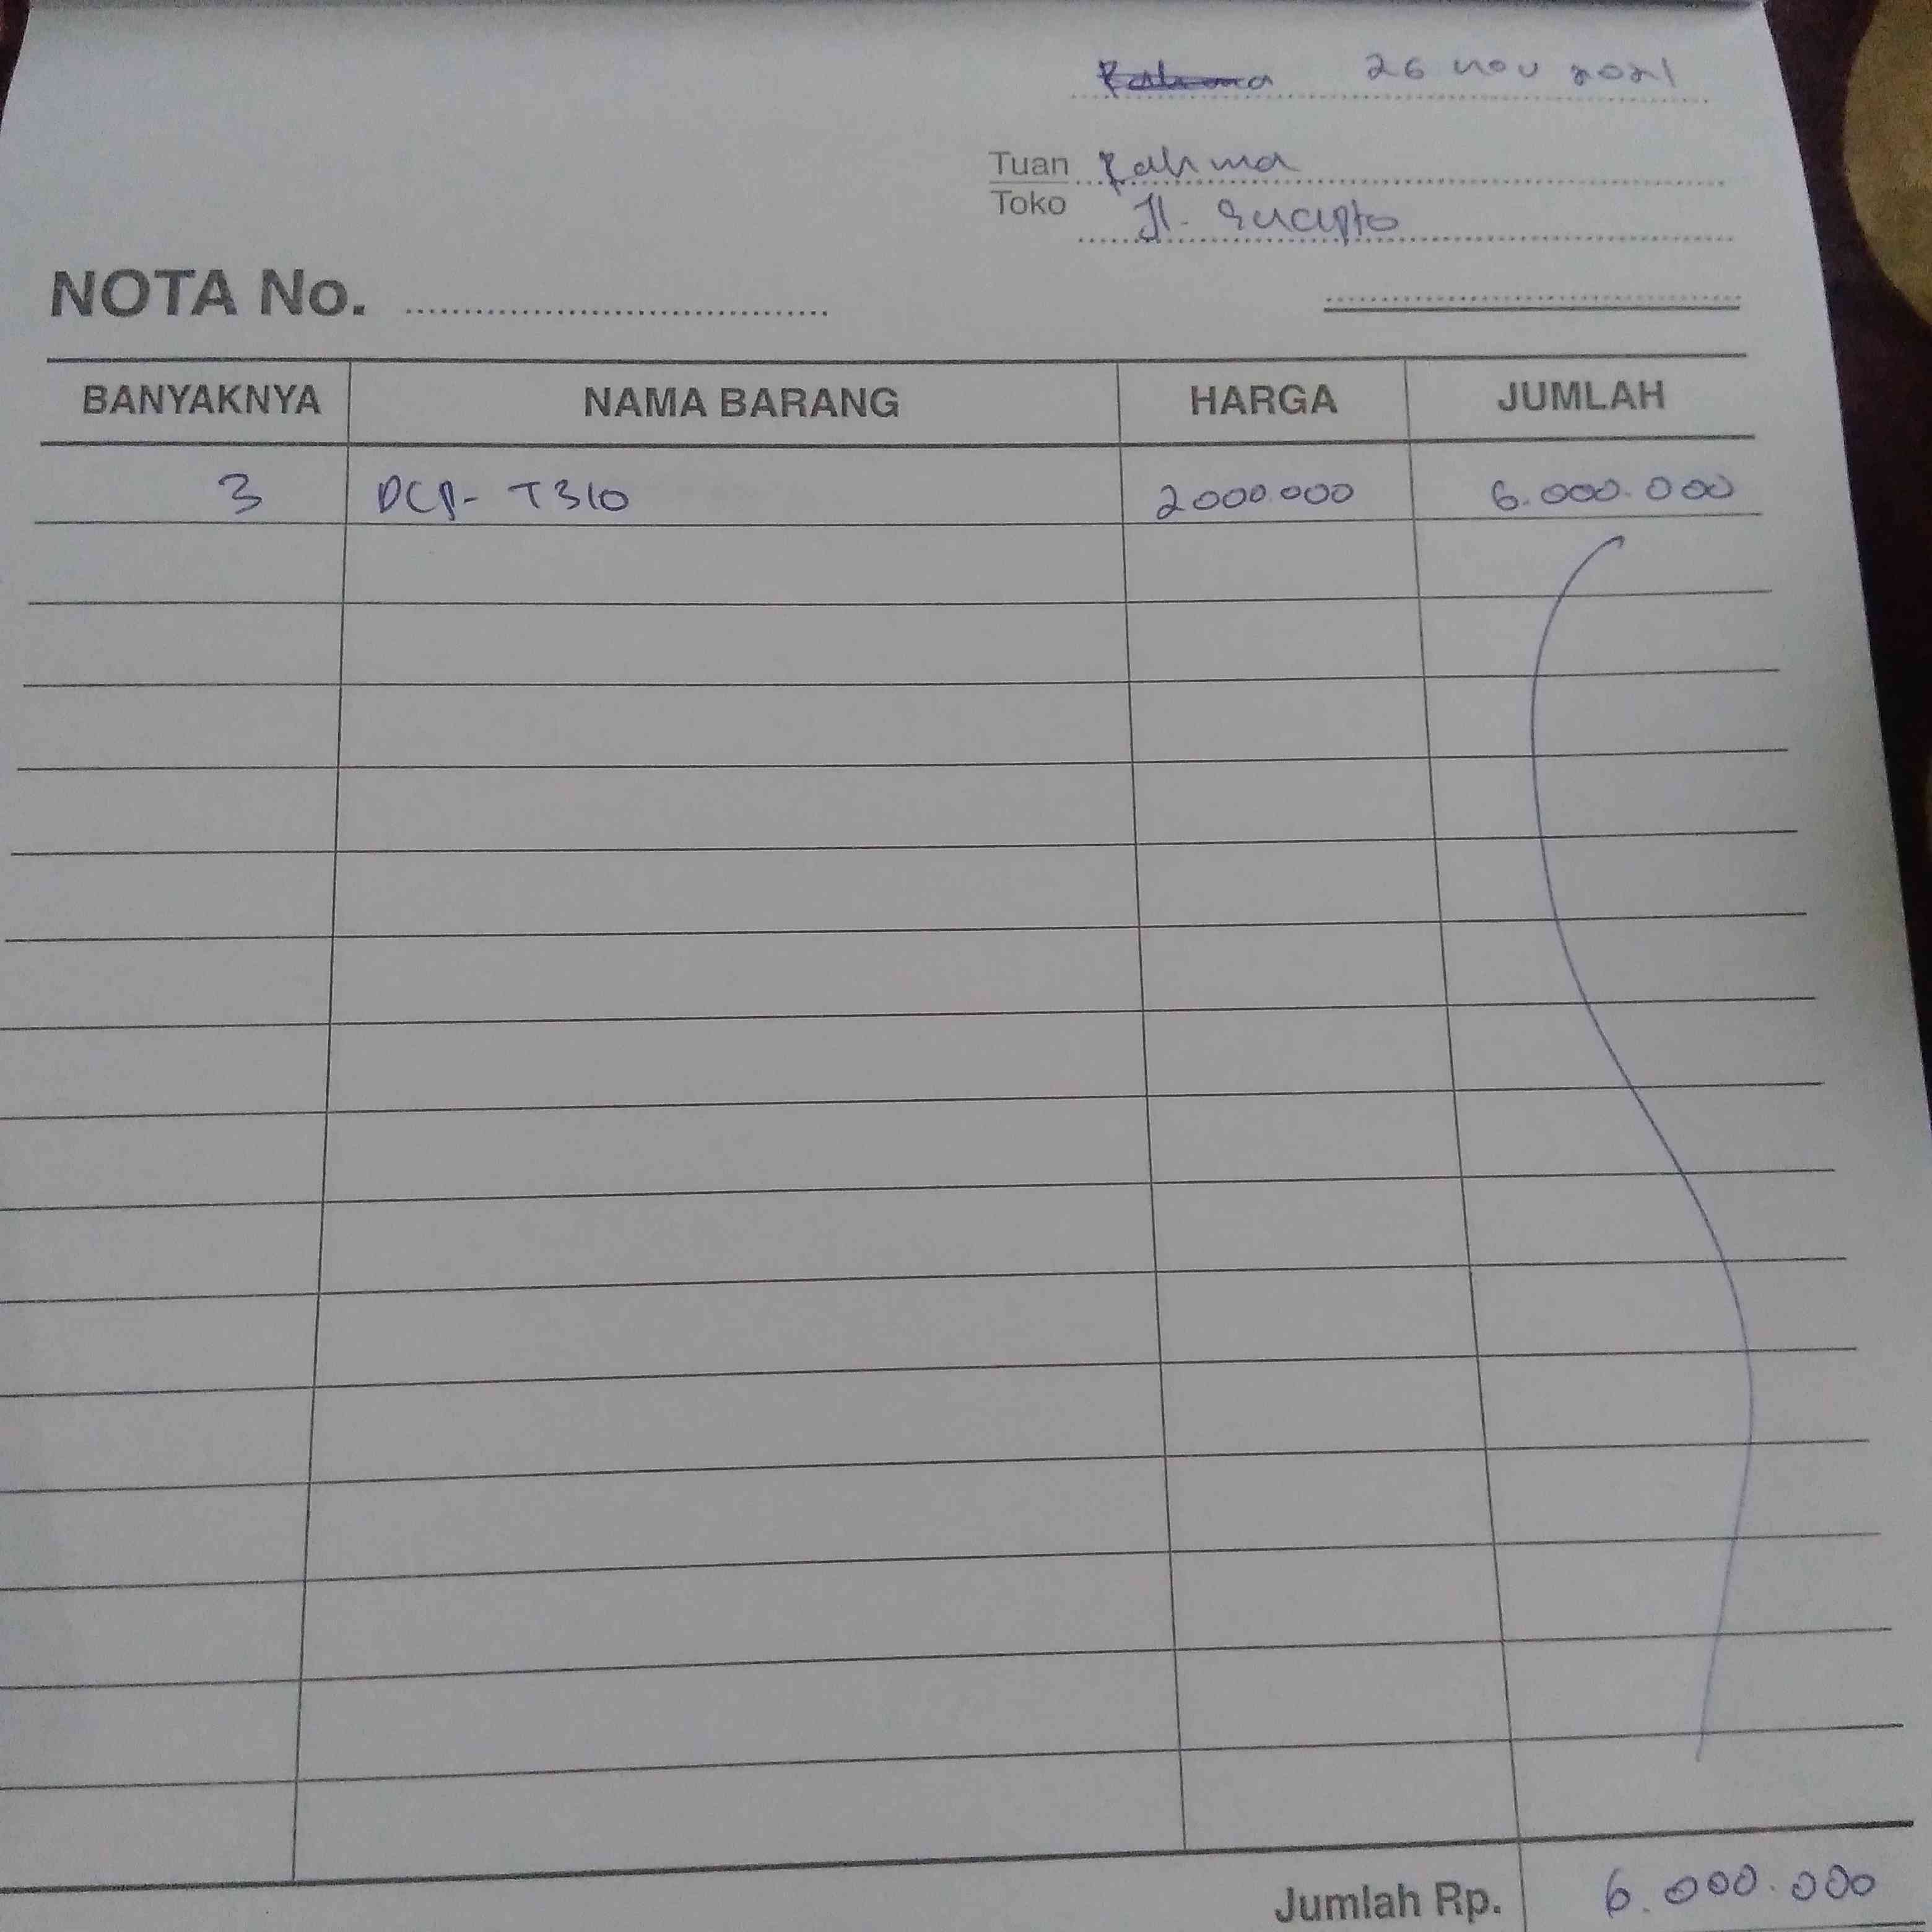 Rahma 26 nov 2021
Tuan Rahma
Toko Jl. Sucipto
NOTA No. ........................................
BANYAKNYA NAMA BARANG HARGA JUMLAH
3 DCP- T310 2000.000 6.000.000
Jumlah Rp. 6.000.000